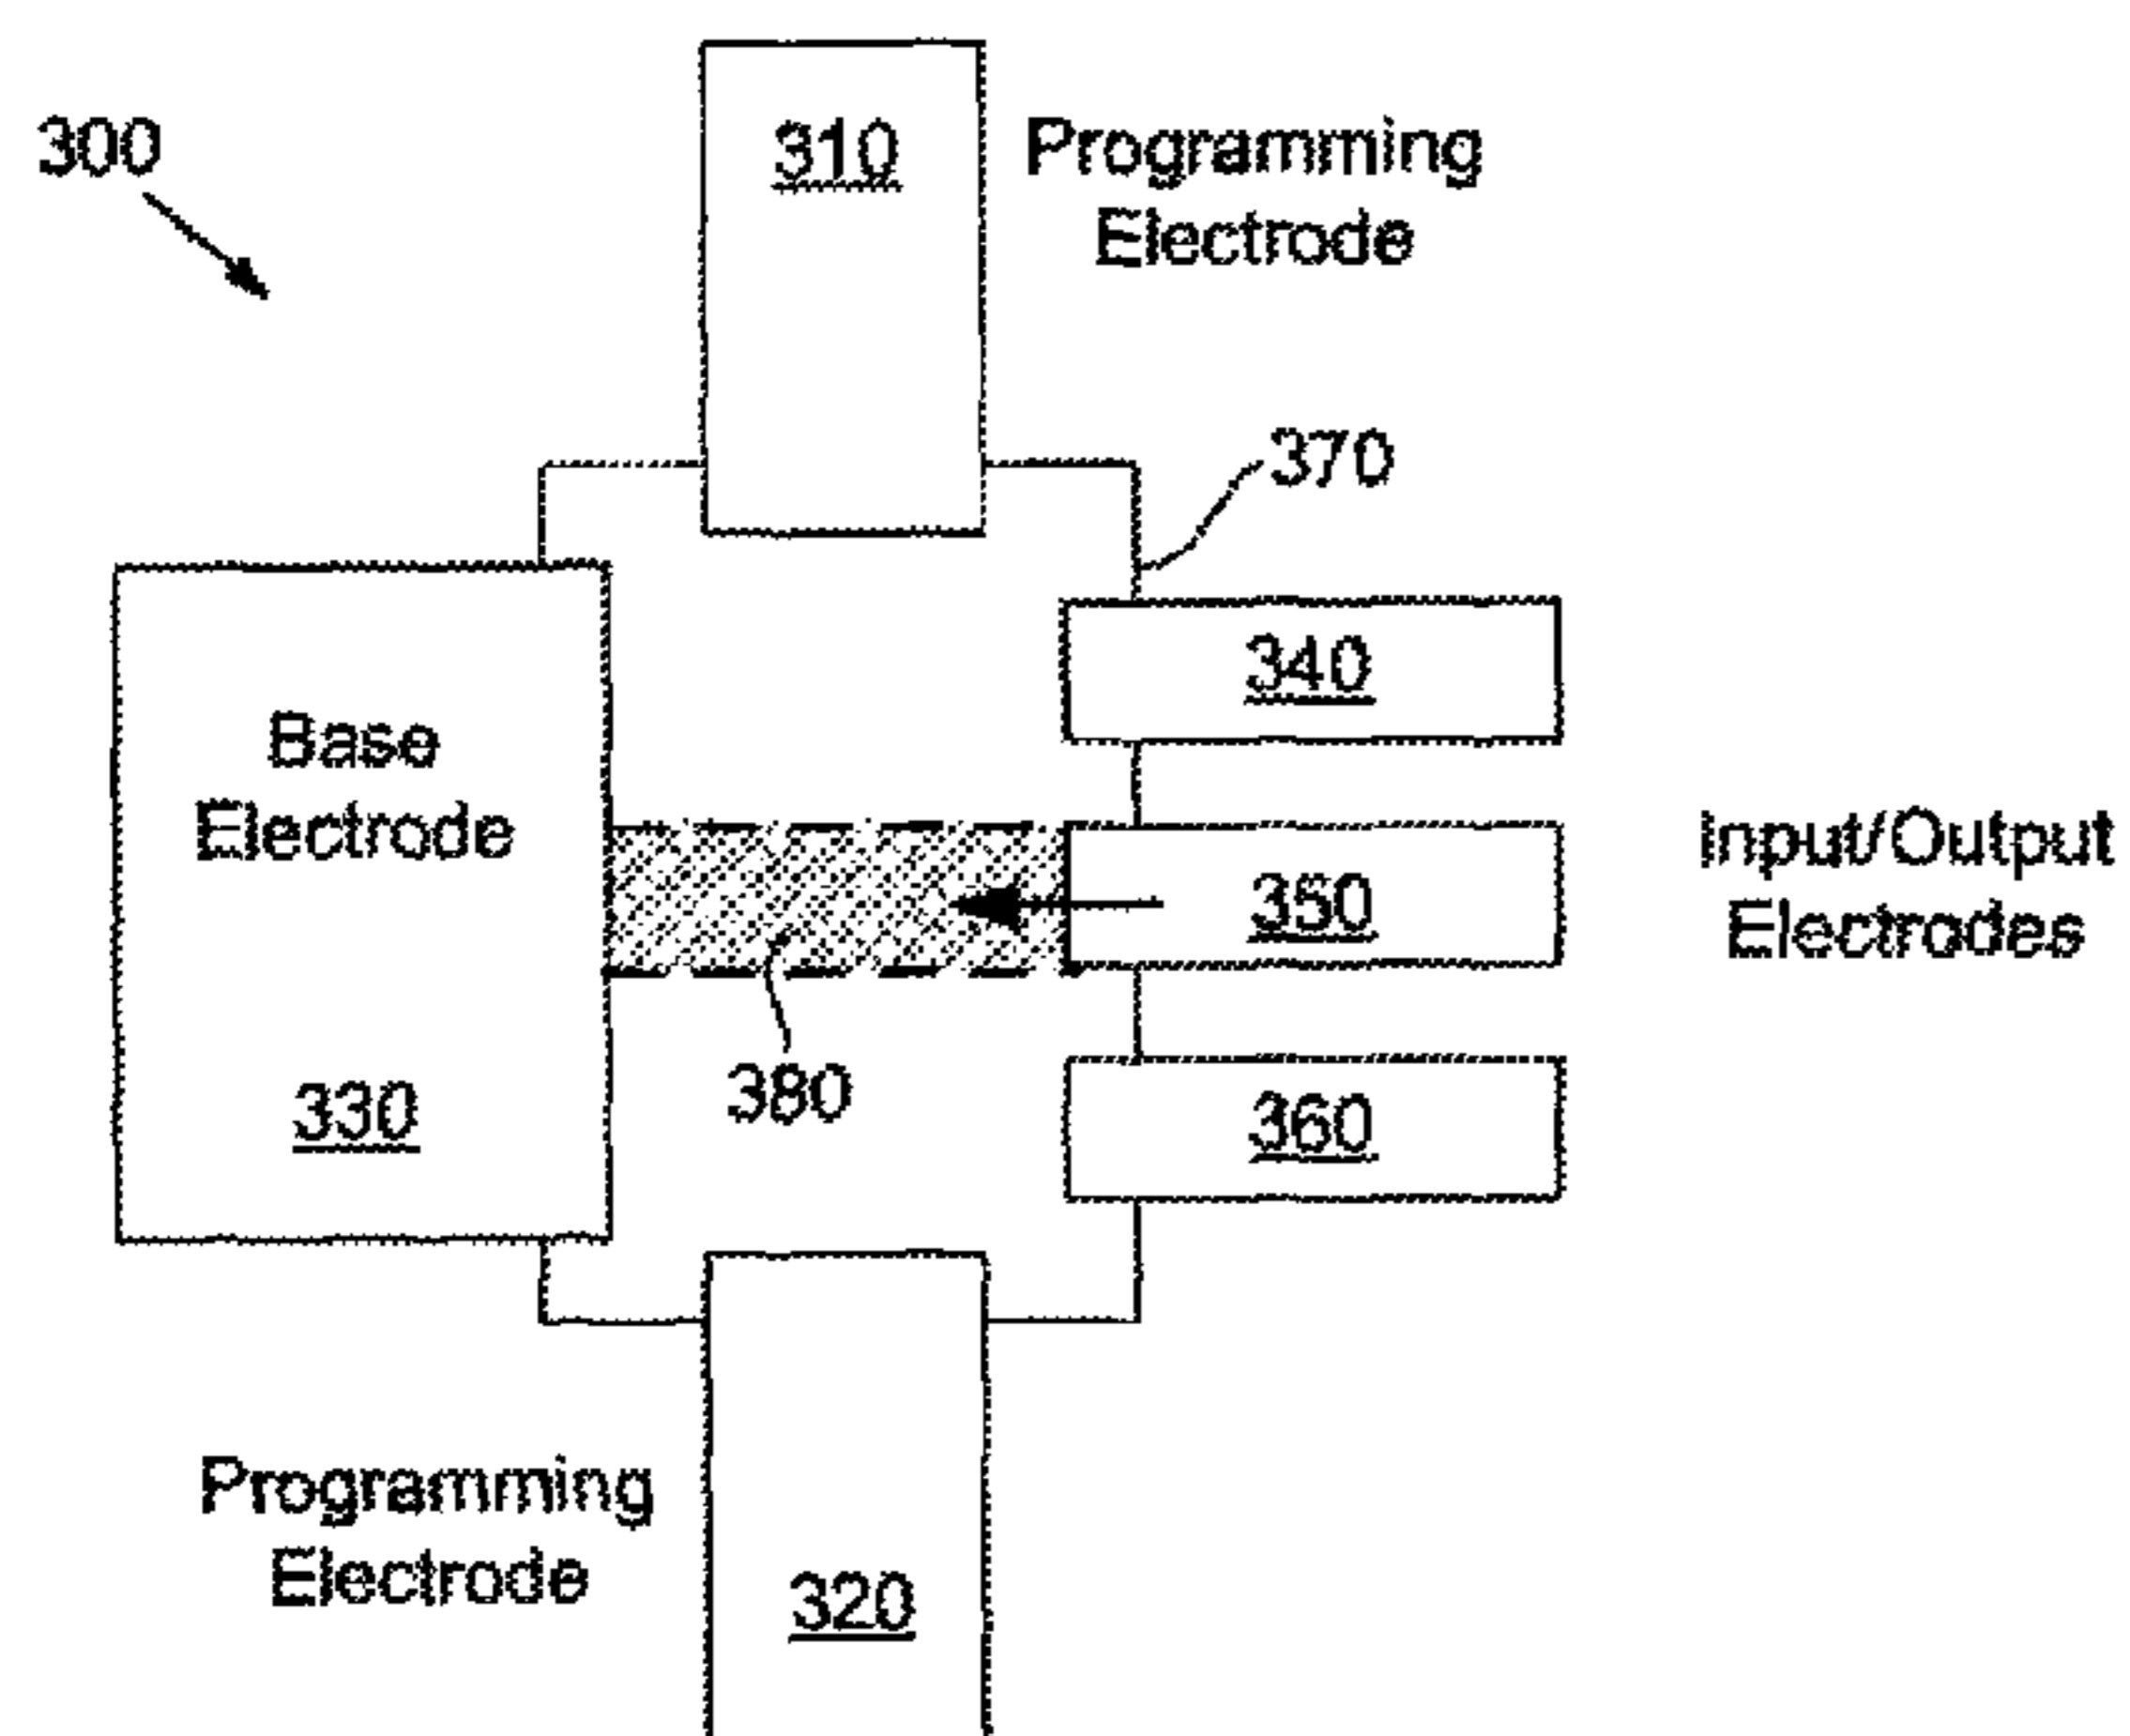 300
310
Programming
Electrode
370
340
Base
Electrode
350
Input/Output
Electrodes
380
360
330
Programming
Electrode
320